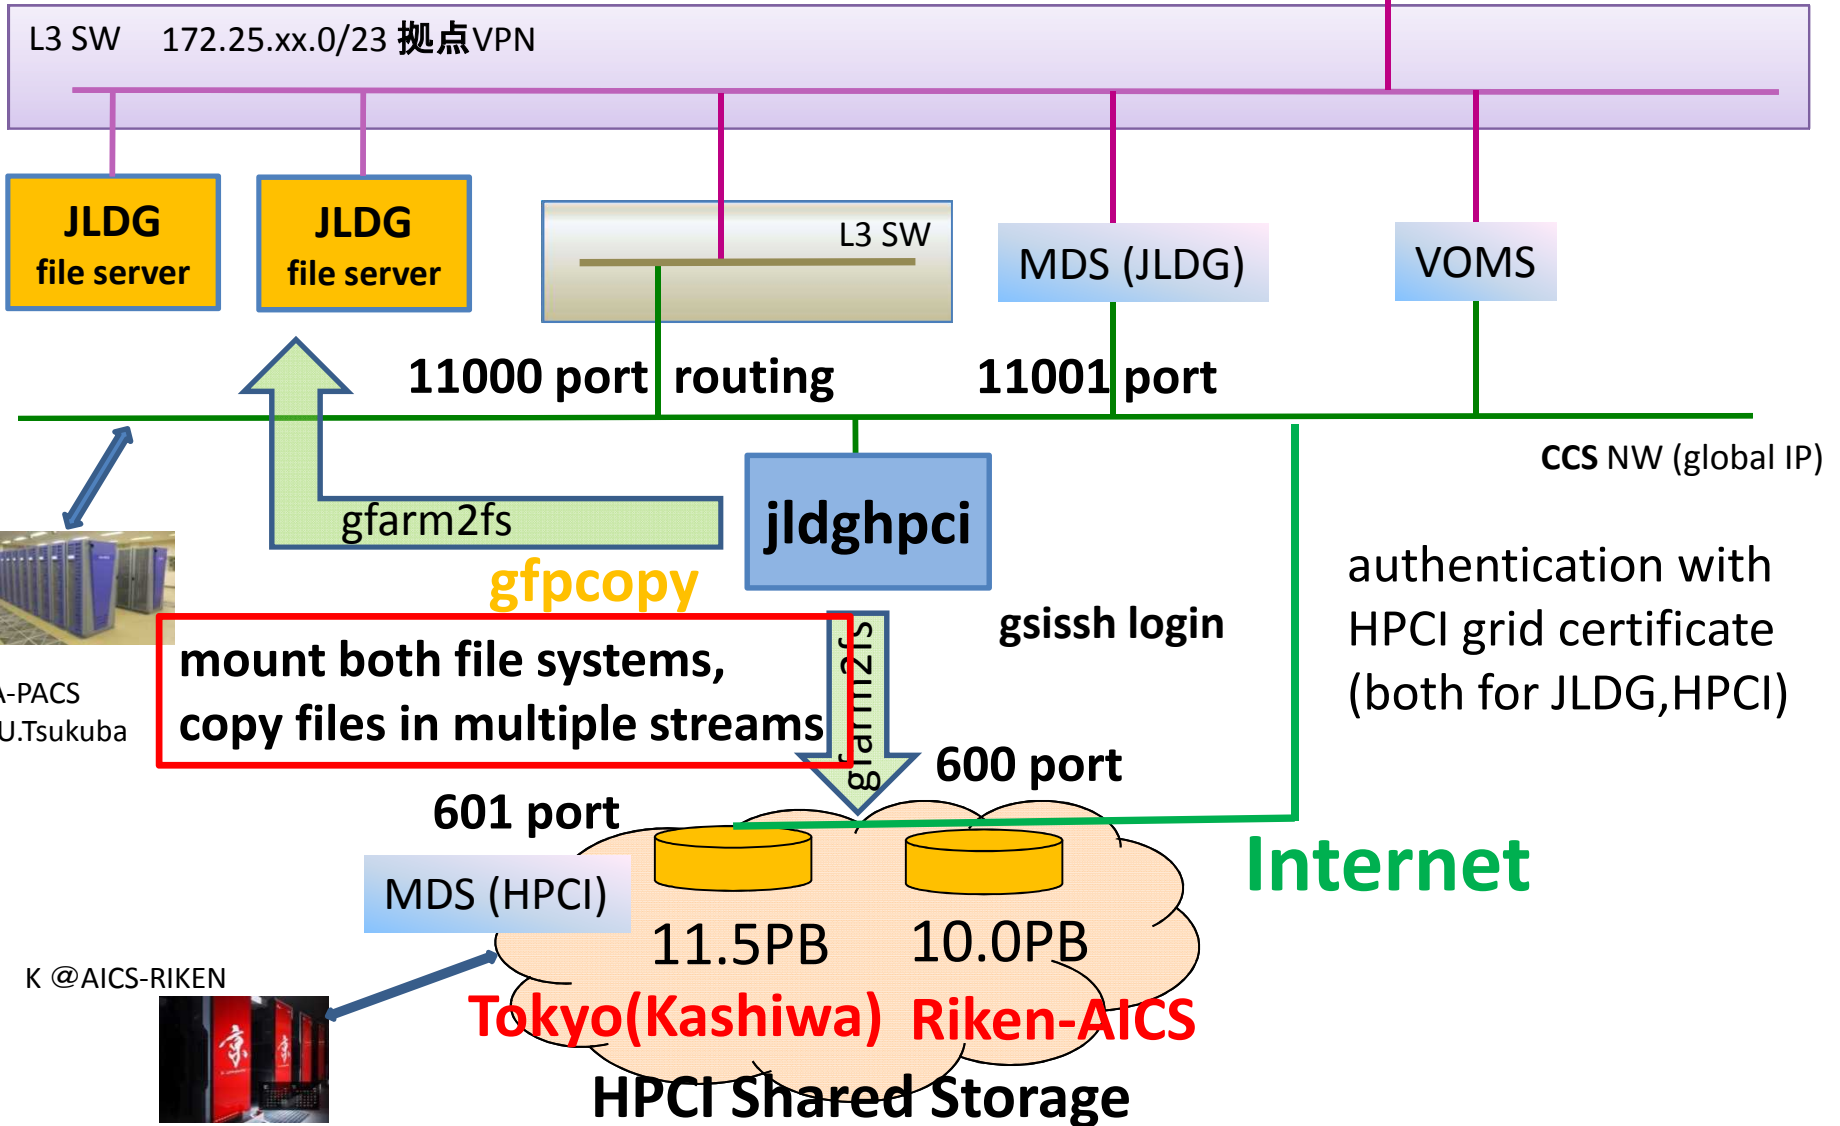 L3 SW 172.25.xx.0/23 拠点VPN
JLDG
file server
JLDG
file server
L3 SW
MDS (JLDG)
VOMS
11000 port routing
11001 port
CCS NW (global IP)
gfarm2fs
jldghpci
gfpcopy
gsissh login
authentication with
HPCI grid certificate
(both for JLDG,HPCI)
mount both file systems,
copy files in multiple streams
gfarm2fs
A-PACS
U.Tsukuba
600 port
601 port
Internet
MDS (HPCI)
11.5PB
10.0PB
K @AICS-RIKEN
京
Tokyo(Kashiwa)
Riken-AICS
HPCI Shared Storage